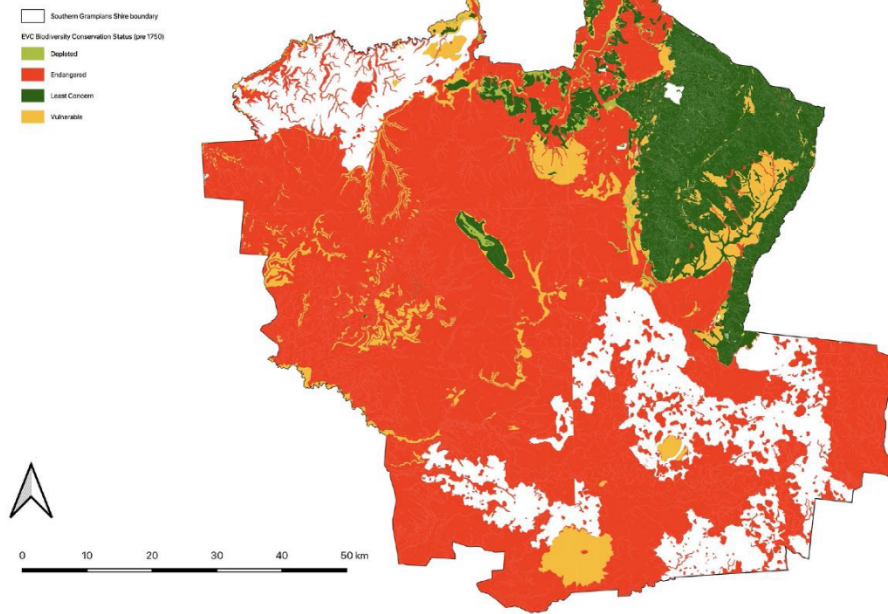 Southern Grampians Shire boundary
EVC Biodiversity Conservation Status (pre 1750)
Depleted
Endangered
Least Concern
Vulnerable
0 10 20 30 40 50 km